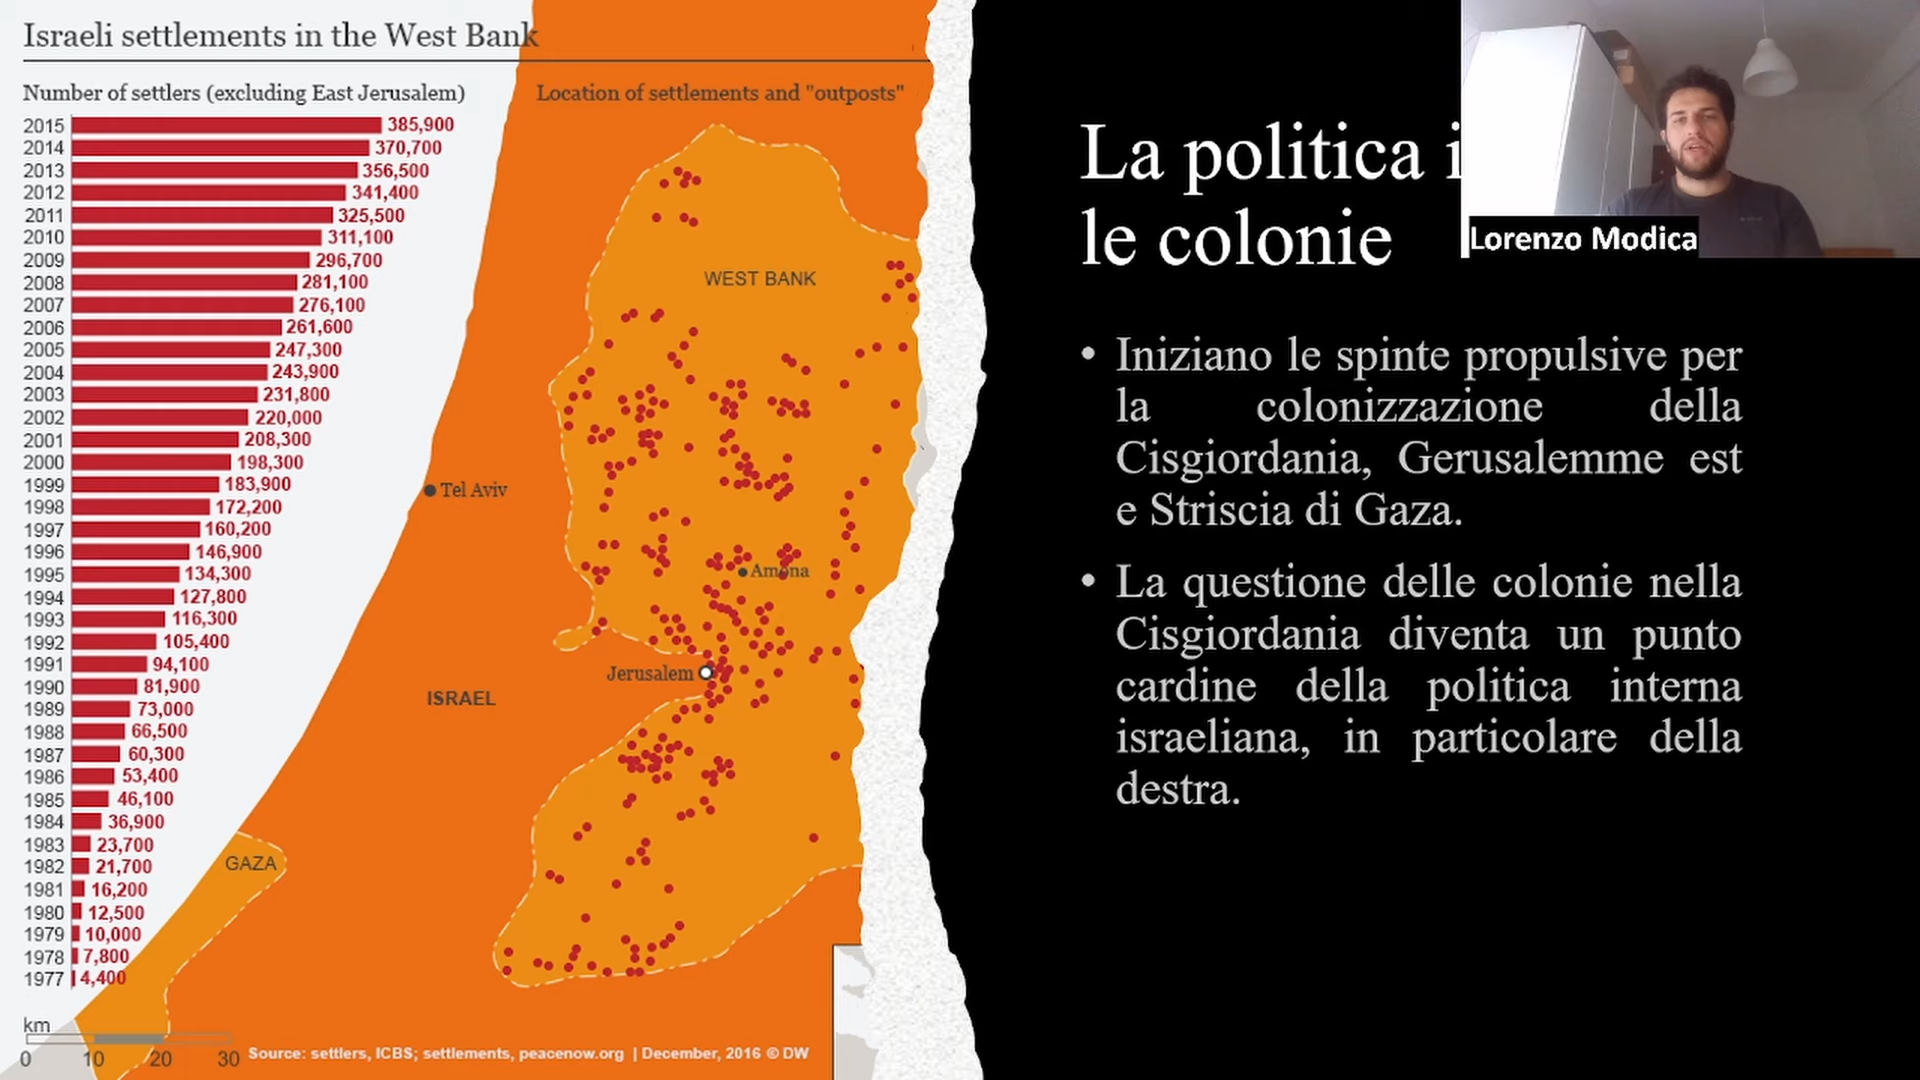 Israeli settlements in the West Bank
Number of settlers (excluding East Jerusalem)
2015 385,900
2014 370,700
2013 356,500
2012 341,400
2011 325,500
2010 311,100
2009 296,700
2008 281,100
2007 276,100
2006 261,600
2005 247,300
2004 243,900
2003 231,800
2002 220,000
2001 208,300
2000 198,300
1999 183,900
1998 172,200
1997 160,200
1996 146,900
1995 134,300
1994 127,800
1993 116,300
1992 105,400
1991 94,100
1990 81,900
1989 73,000
1988 66,500
1987 60,300
1986 53,400
1985 46,100
1984 36,900
1983 23,700
1982 21,700
1981 16,200
1980 12,500
1979 10,000
1978 7,800
1977 4,400
km
0 10 20 30
Location of settlements and "outposts"
WEST BANK
Tel Aviv
Amona
Jerusalem
ISRAEL
GAZA
Source: settlers, ICBS; settlements, peacenow.org | December, 2016 © DW
La politica i
le colonie
Lorenzo Modica
• Iniziano le spinte propulsive per
la colonizzazione della
Cisgiordania, Gerusalemme est
e Striscia di Gaza.
• La questione delle colonie nella
Cisgiordania diventa un punto
cardine della politica interna
israeliana, in particolare della
destra.